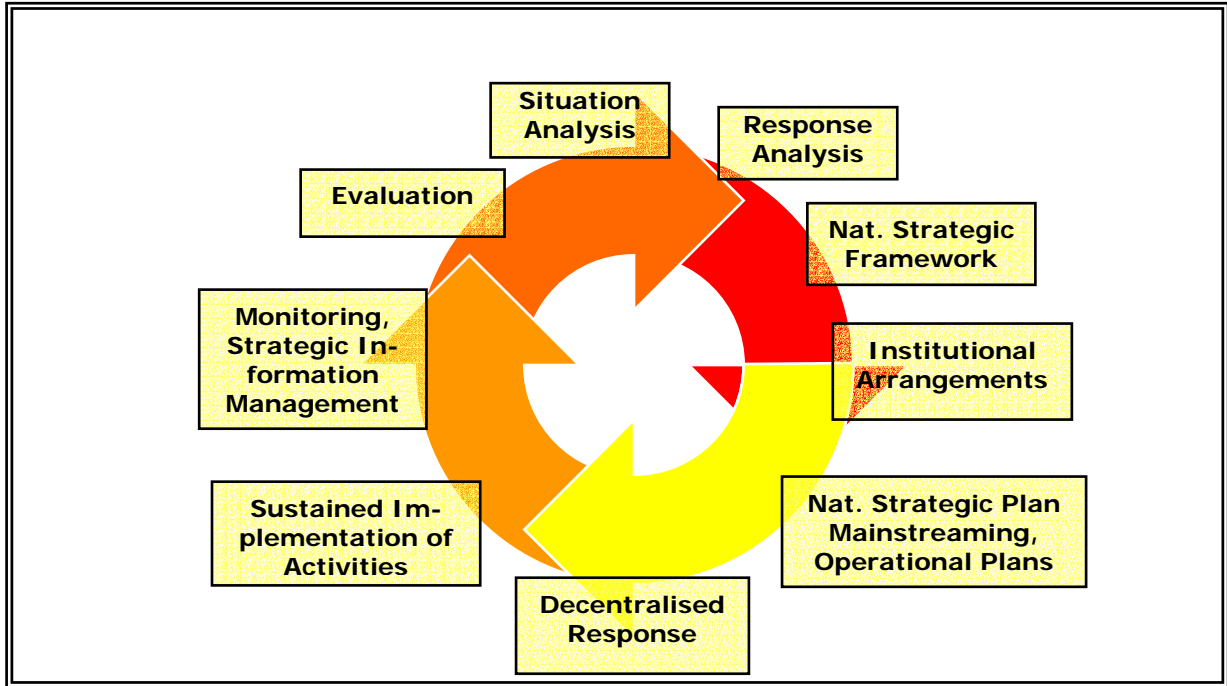 Situation
Analysis
Response
Analysis
Nat. Strategic
Framework
Institutional
Arrangements
Nat. Strategic Plan
Mainstreaming,
Operational Plans
Decentralised
Response
Sustained Im-
plementation of
Activities
Monitoring,
Strategic In-
formation
Management
Evaluation